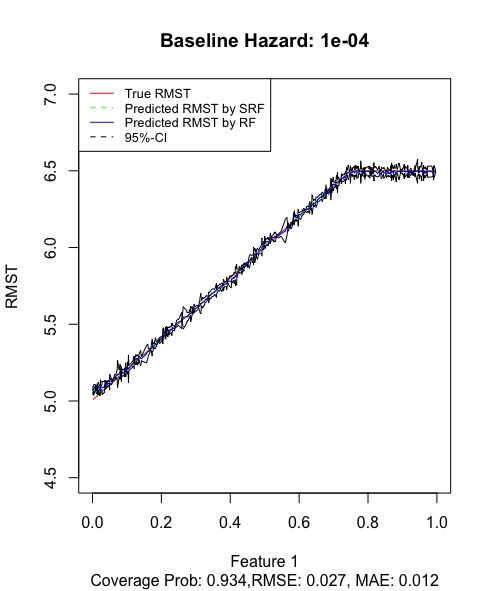 Baseline Hazard: 1e-04
True RMST
Predicted RMST by SRF
Predicted RMST by RF
95%-CI
RMST
7.0
6.5
6.0
5.5
5.0
4.5
0.0 0.2 0.4 0.6 0.8 1.0
Feature 1
Coverage Prob: 0.934,RMSE: 0.027, MAE: 0.012